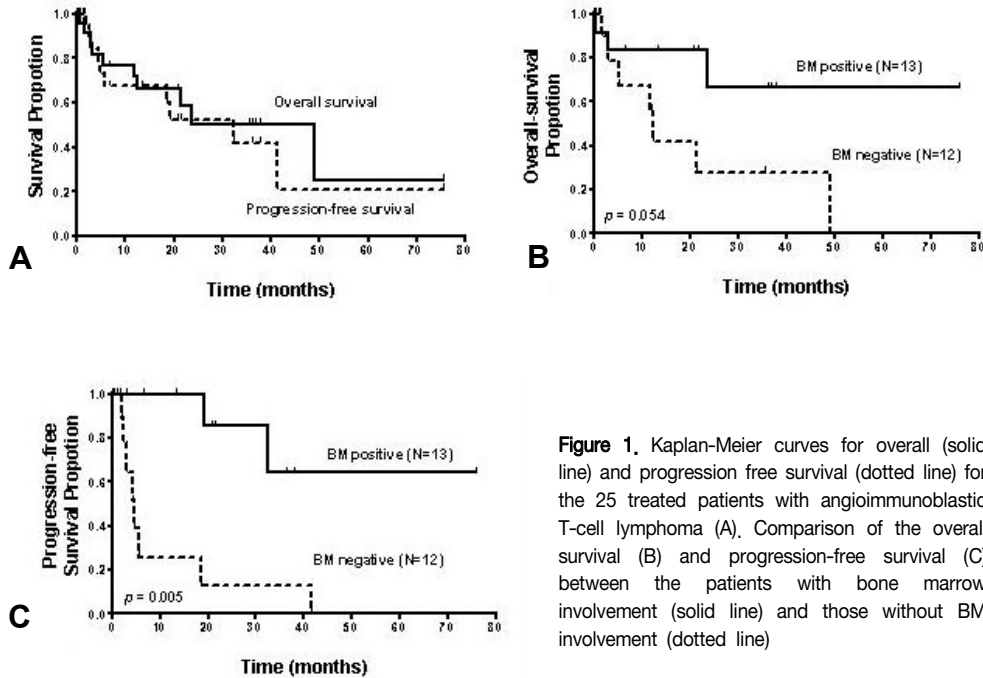 1.0
0.8
0.6
0.4
0.2
0.0
Survival Propotion
Overall survival
Progression-free survival
0 10 20 30 40 50 60 70 80
Time (months)
A
1.0
0.8
0.6
0.4
0.2
0.0
Overall-survival
Propotion
BM positive (N=13)
BM negative (N=12)
p = 0.054
0 10 20 30 40 50 60 70 80
Time (months)
B
1.0
0.8
0.6
0.4
0.2
0.0
Progression-free
Survival Propotion
BM positive (N=13)
BM negative (N=12)
p = 0.005
0 10 20 30 40 50 60 70 80
Time (months)
C
Figure 1. Kaplan-Meier curves for overall (solid
line) and progression free survival (dotted line) for
the 25 treated patients with angioimmunoblastic
T-cell lymphoma (A). Comparison of the overall
survival (B) and progression-free survival (C)
between the patients with bone marrow
involvement (solid line) and those without BM
involvement (dotted line)